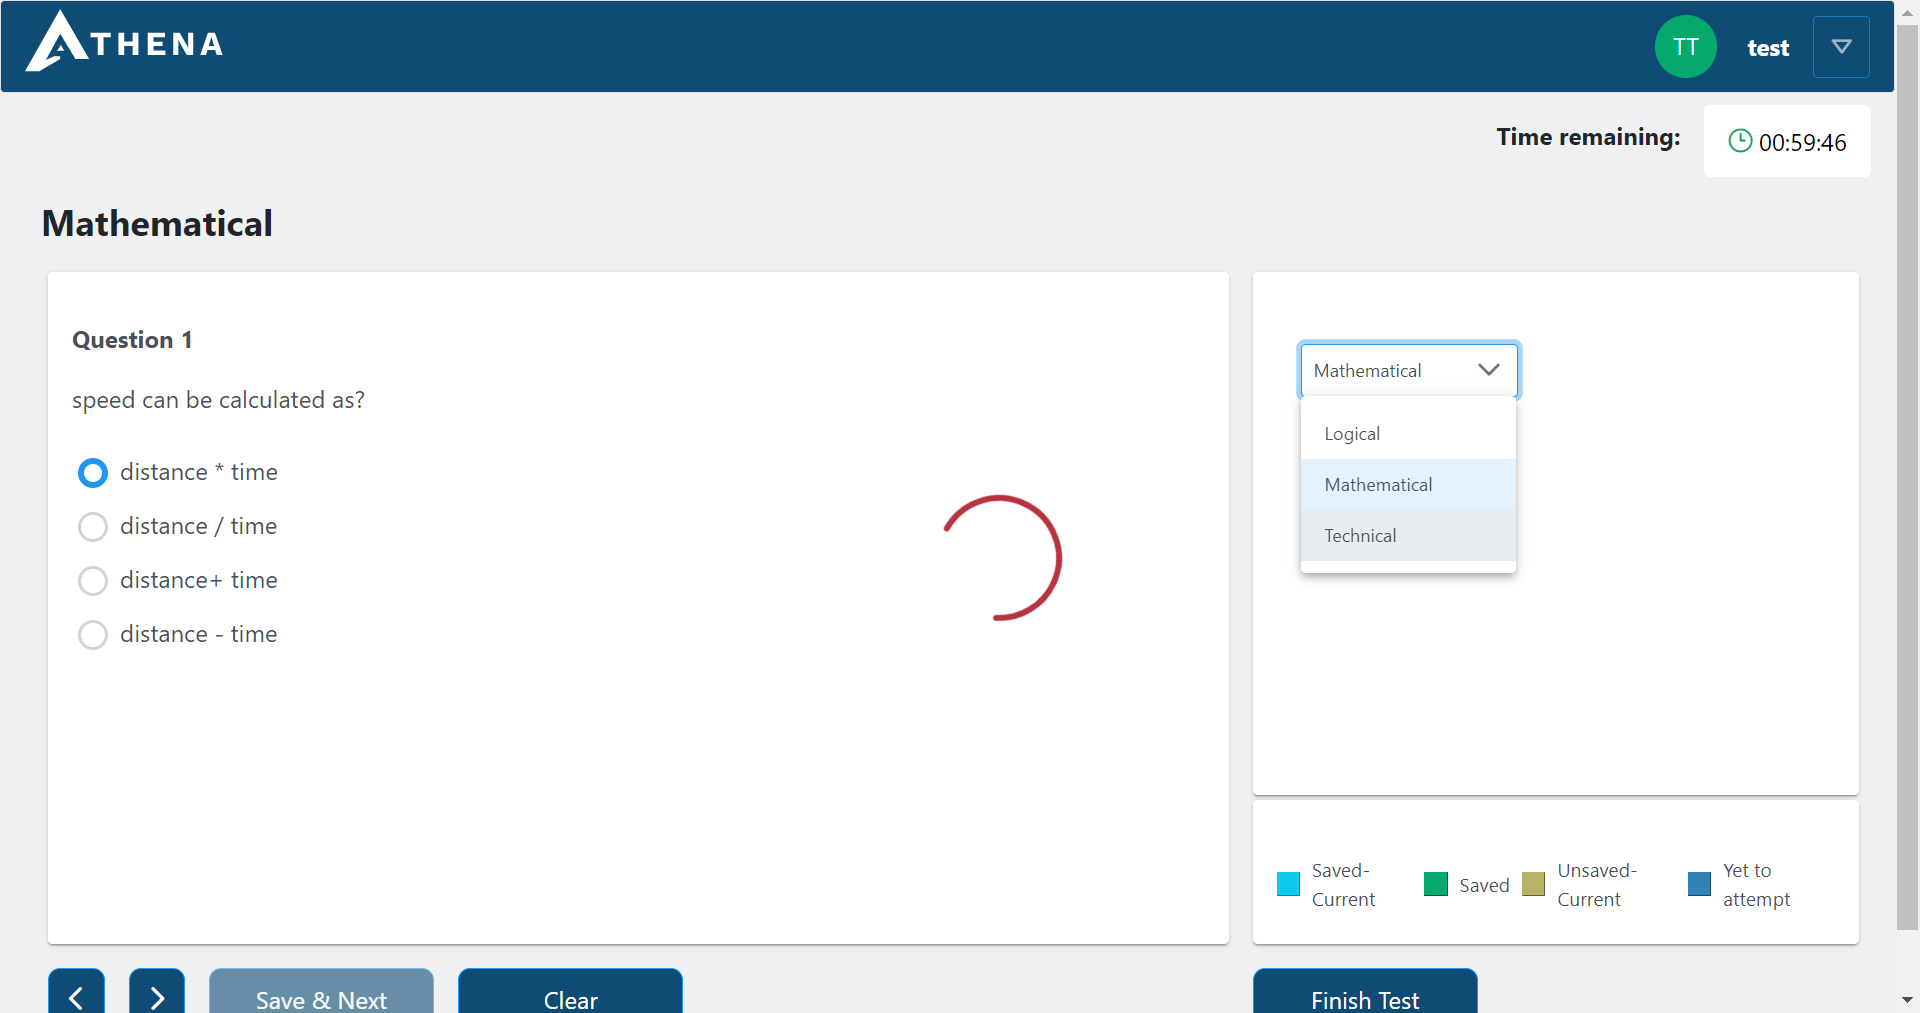 ATHENA
TT
test
Time remaining:
00:59:46
Mathematical
Question 1
speed can be calculated as?
distance * time
distance / time
distance+ time
distance - time
Mathematical
Logical
Mathematical
Technical
Saved-
Current
Saved
Unsaved-
Current
Yet to
attempt
Save & Next
Clear
Finish Test